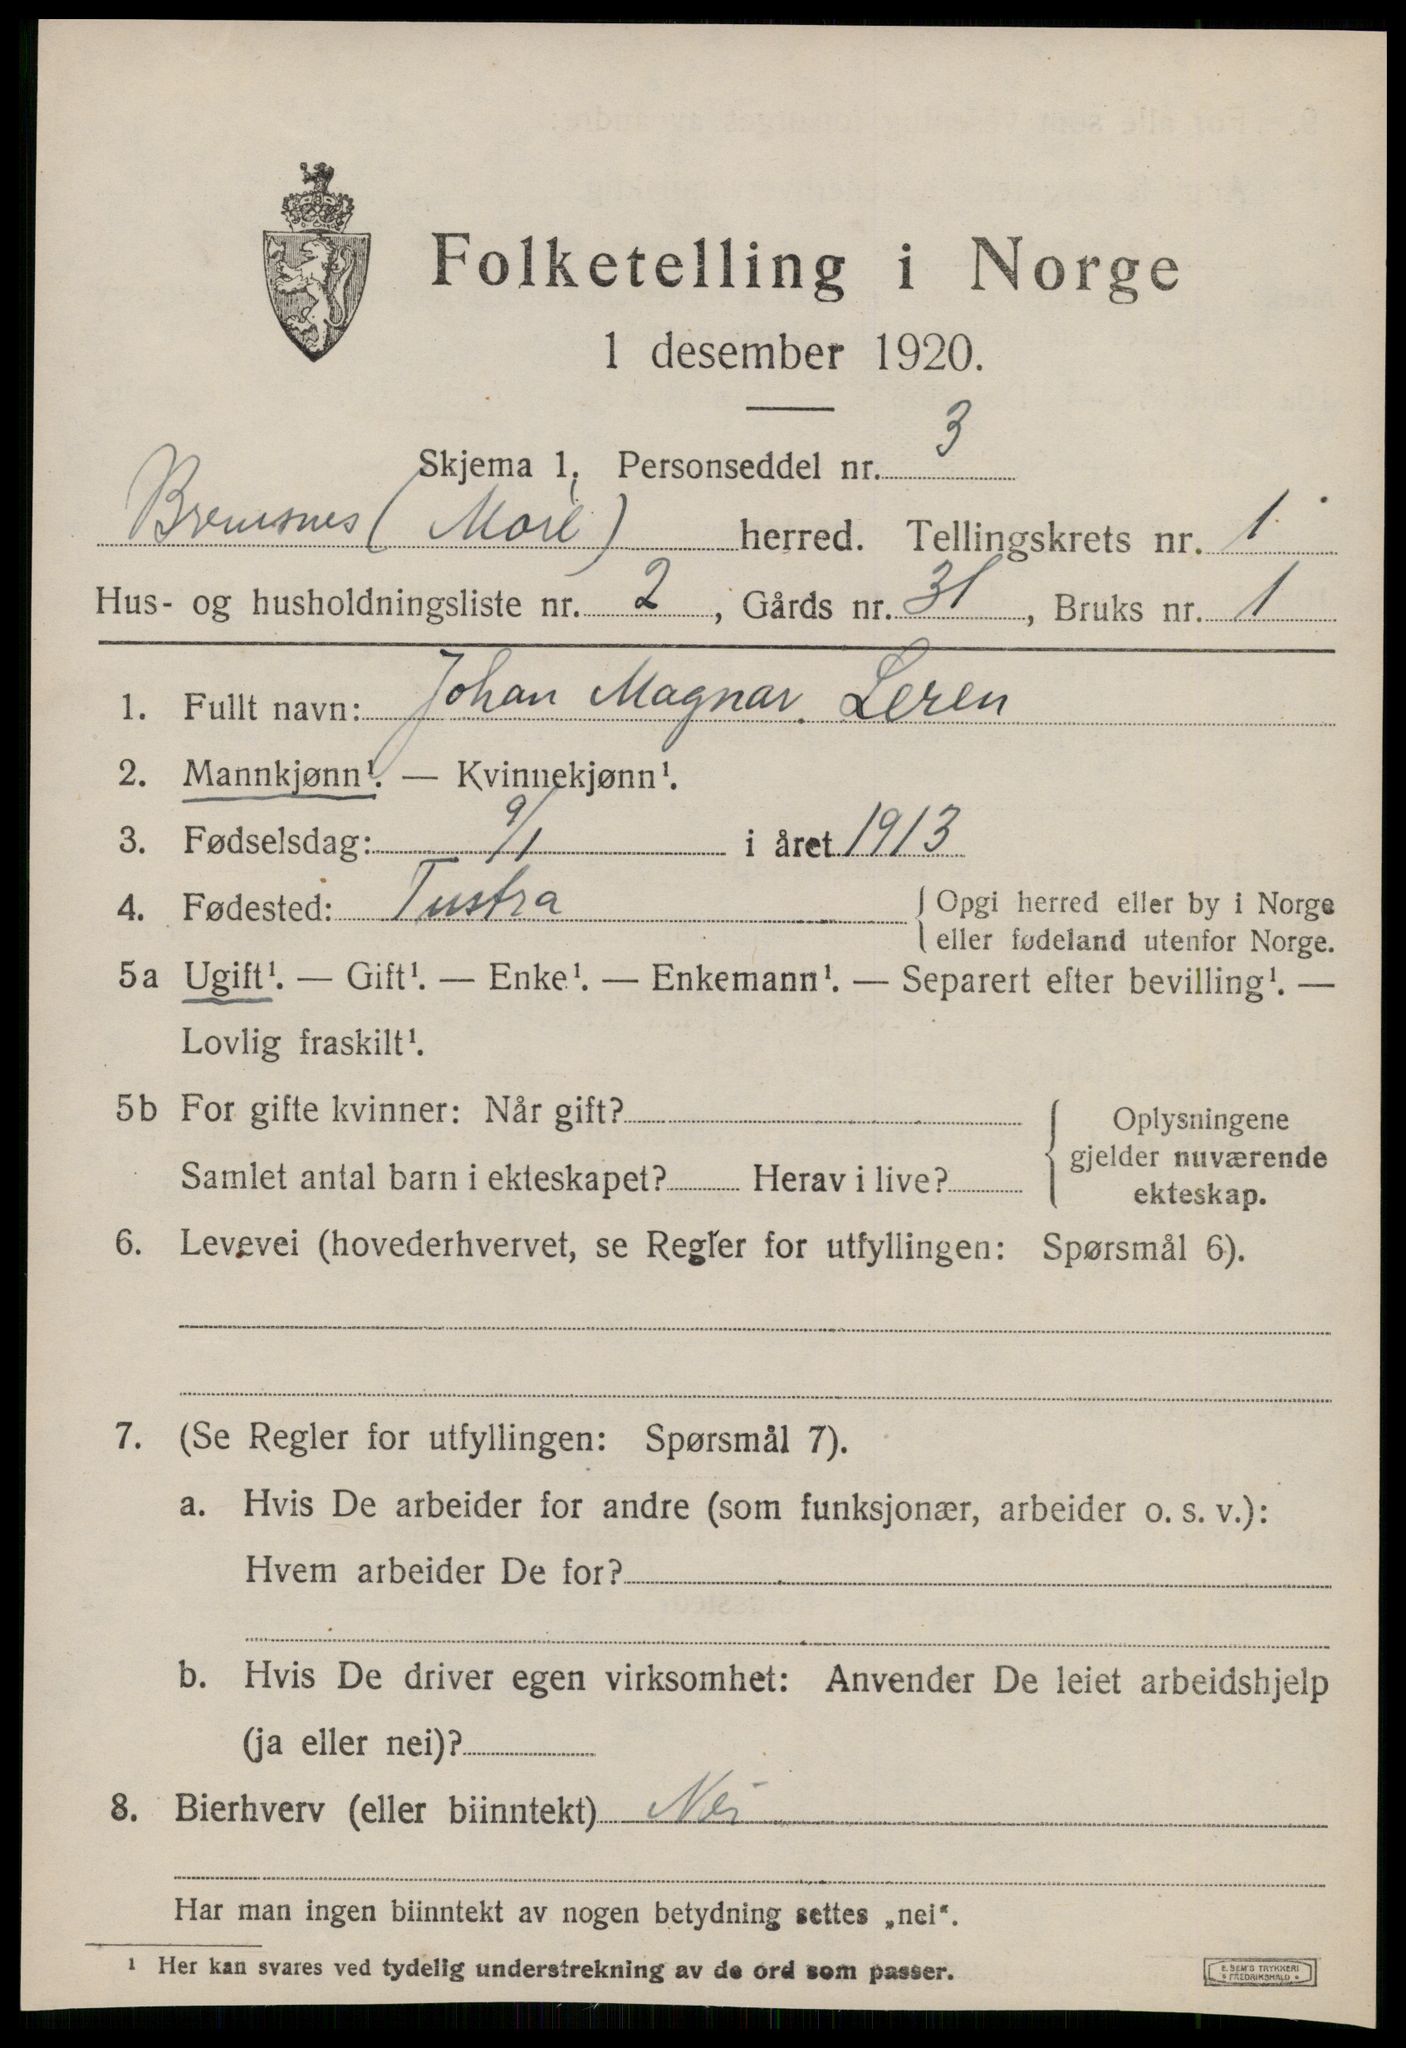 Folketelling i Norge
1 desember 1920.
Skjema 1. Personseddel nr. 3
Bremsnes (Møre) herred. Tellingskrets nr. 1
Hus- og husholdningsliste nr. 2, Gårds nr. 31, Bruks nr. 1
1. Fullt navn: Johan Magnar Leren
2. Mannkjønn¹. — Kvinnekjønn¹.
3. Fødselsdag: 9/1 i året 1913
4. Fødested: Tustra { Opgi herred eller by i Norge
eller fødeland utenfor Norge.
5a Ugift¹. — Gift¹. — Enke¹. — Enkemann¹. — Separert efter bevilling¹. —
Lovlig fraskilt¹.
5b For gifte kvinner: Når gift?
Samlet antal barn i ekteskapet? Herav i live?
{ Oplysningene
gjelder nuværende
ekteskap.
6. Levevei (hovederhvervet, se Regler for utfyllingen: Spørsmål 6).
7. (Se Regler for utfyllingen: Spørsmål 7).
a. Hvis De arbeider for andre (som funksjonær, arbeider o. s. v.):
Hvem arbeider De for?
b. Hvis De driver egen virksomhet: Anvender De leiet arbeidshjelp
(ja eller nei)?
8. Bierhverv (eller biinntekt) Nei
Har man ingen biinntekt av nogen betydning settes „nei“.
¹ Her kan svares ved tydelig understrekning av de ord som passer.
E. SEM'S TRYKKERI
* FREDRIKSHALD *